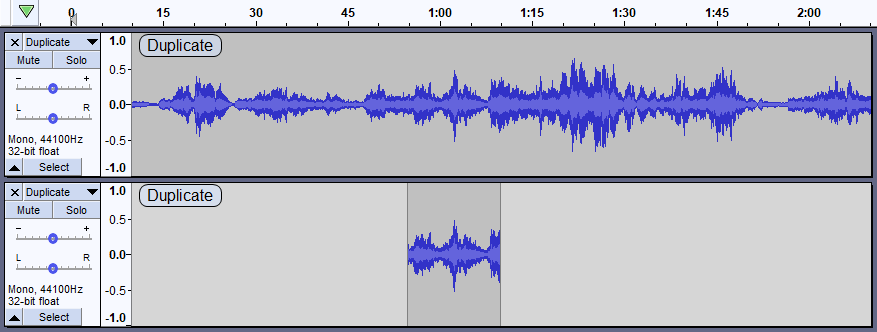 0 15 30 45 1:00 1:15 1:30 1:45 2:00
X Duplicate
Mute Solo
- +
L R
Mono, 44100Hz
32-bit float
Select
1.0
0.5
0.0
-0.5
-1.0
Duplicate
X Duplicate
Mute Solo
- +
L R
Mono, 44100Hz
32-bit float
Select
1.0
0.5
0.0
-0.5
-1.0
Duplicate